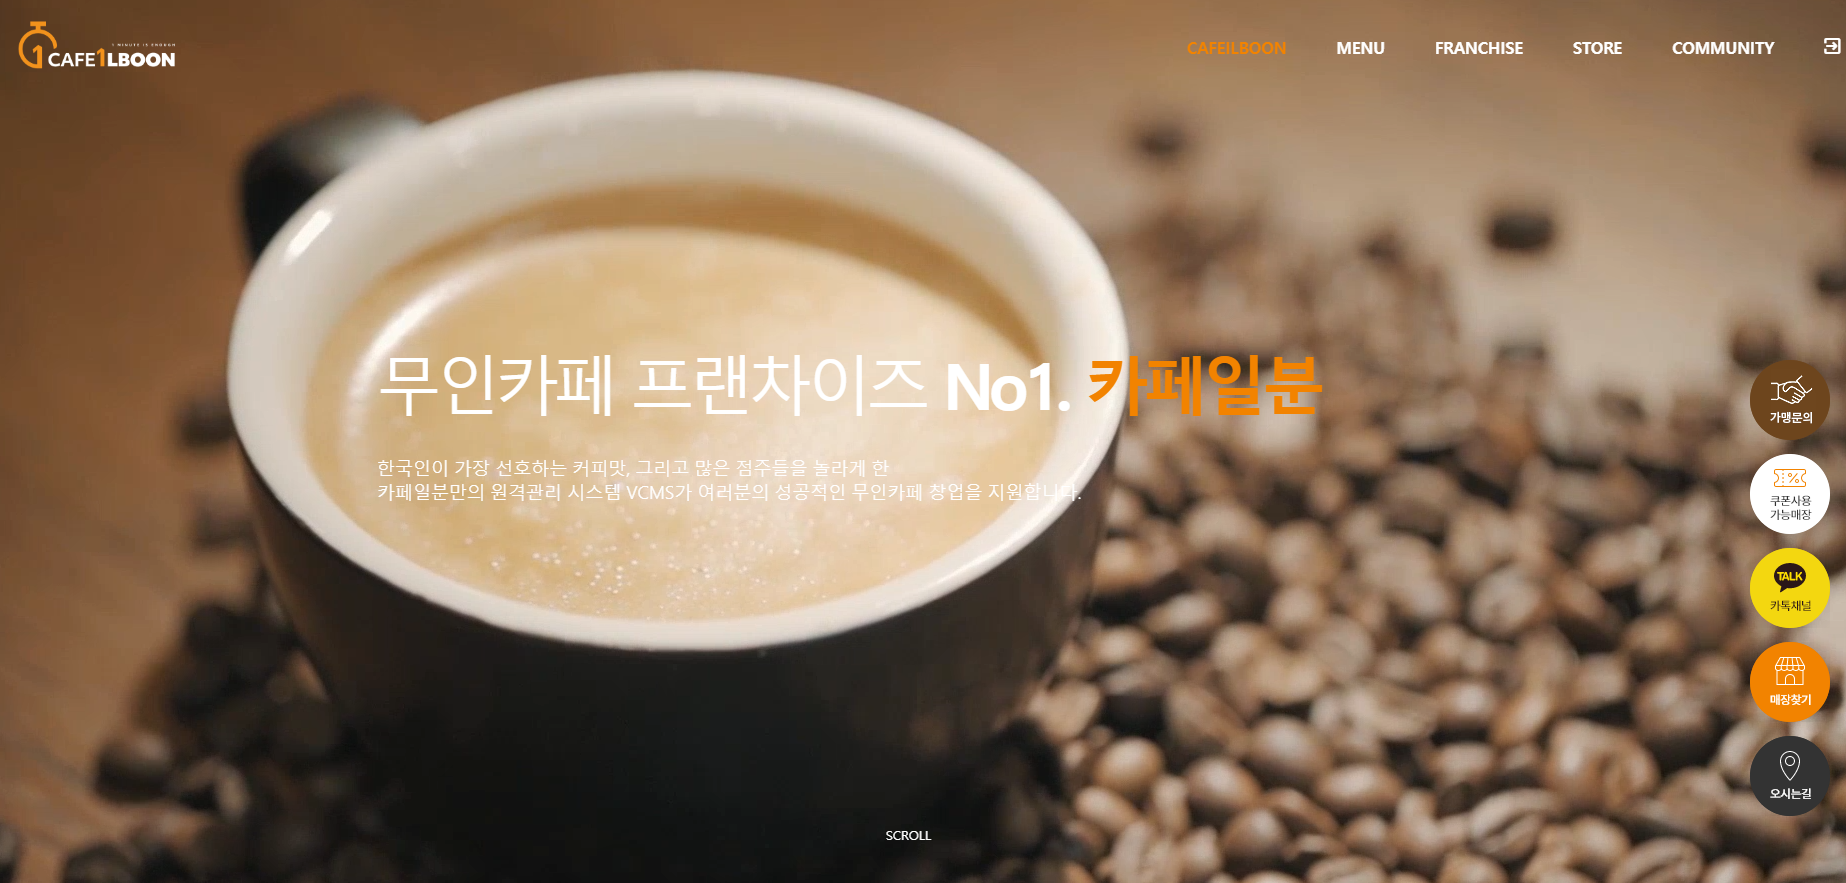 1 MINUTE IS ENOUGH
CAFE1LBOON
CAFEILBOON MENU FRANCHISE STORE COMMUNITY
무인카페 프랜차이즈 No1. 카페일분
한국인이 가장 선호하는 커피맛, 그리고 많은 점주들을 놀라게 한
카페일분만의 원격관리 시스템 VCMS가 여러분의 성공적인 무인카페 창업을 지원합니다.
가맹문의
쿠폰사용
가능매장
TALK
카톡채널
매장찾기
오시는길
SCROLL